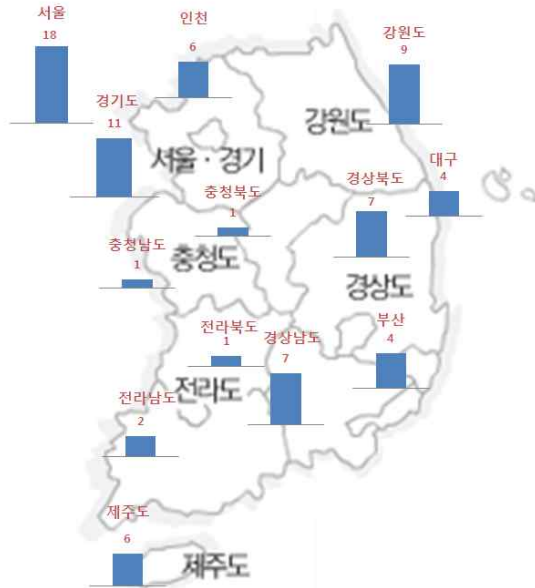 서울
18
인천
6
강원도
9
경기도
11
강원도
서울·경기
대구
4
충청북도
1
경상북도
7
충청남도
1
충청도
경상도
부산
4
전라북도
1
경상남도
7
전라도
전라남도
2
제주도
6
제주도